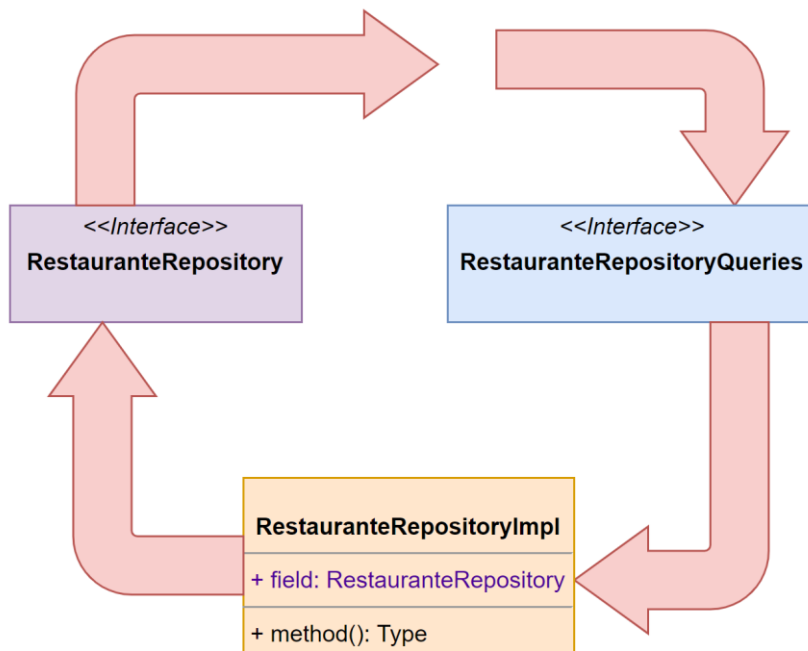 <<Interface>>
RestauranteRepository
<<Interface>>
RestauranteRepositoryQueries
RestauranteRepositoryImpl
+ field: RestauranteRepository
+ method(): Type